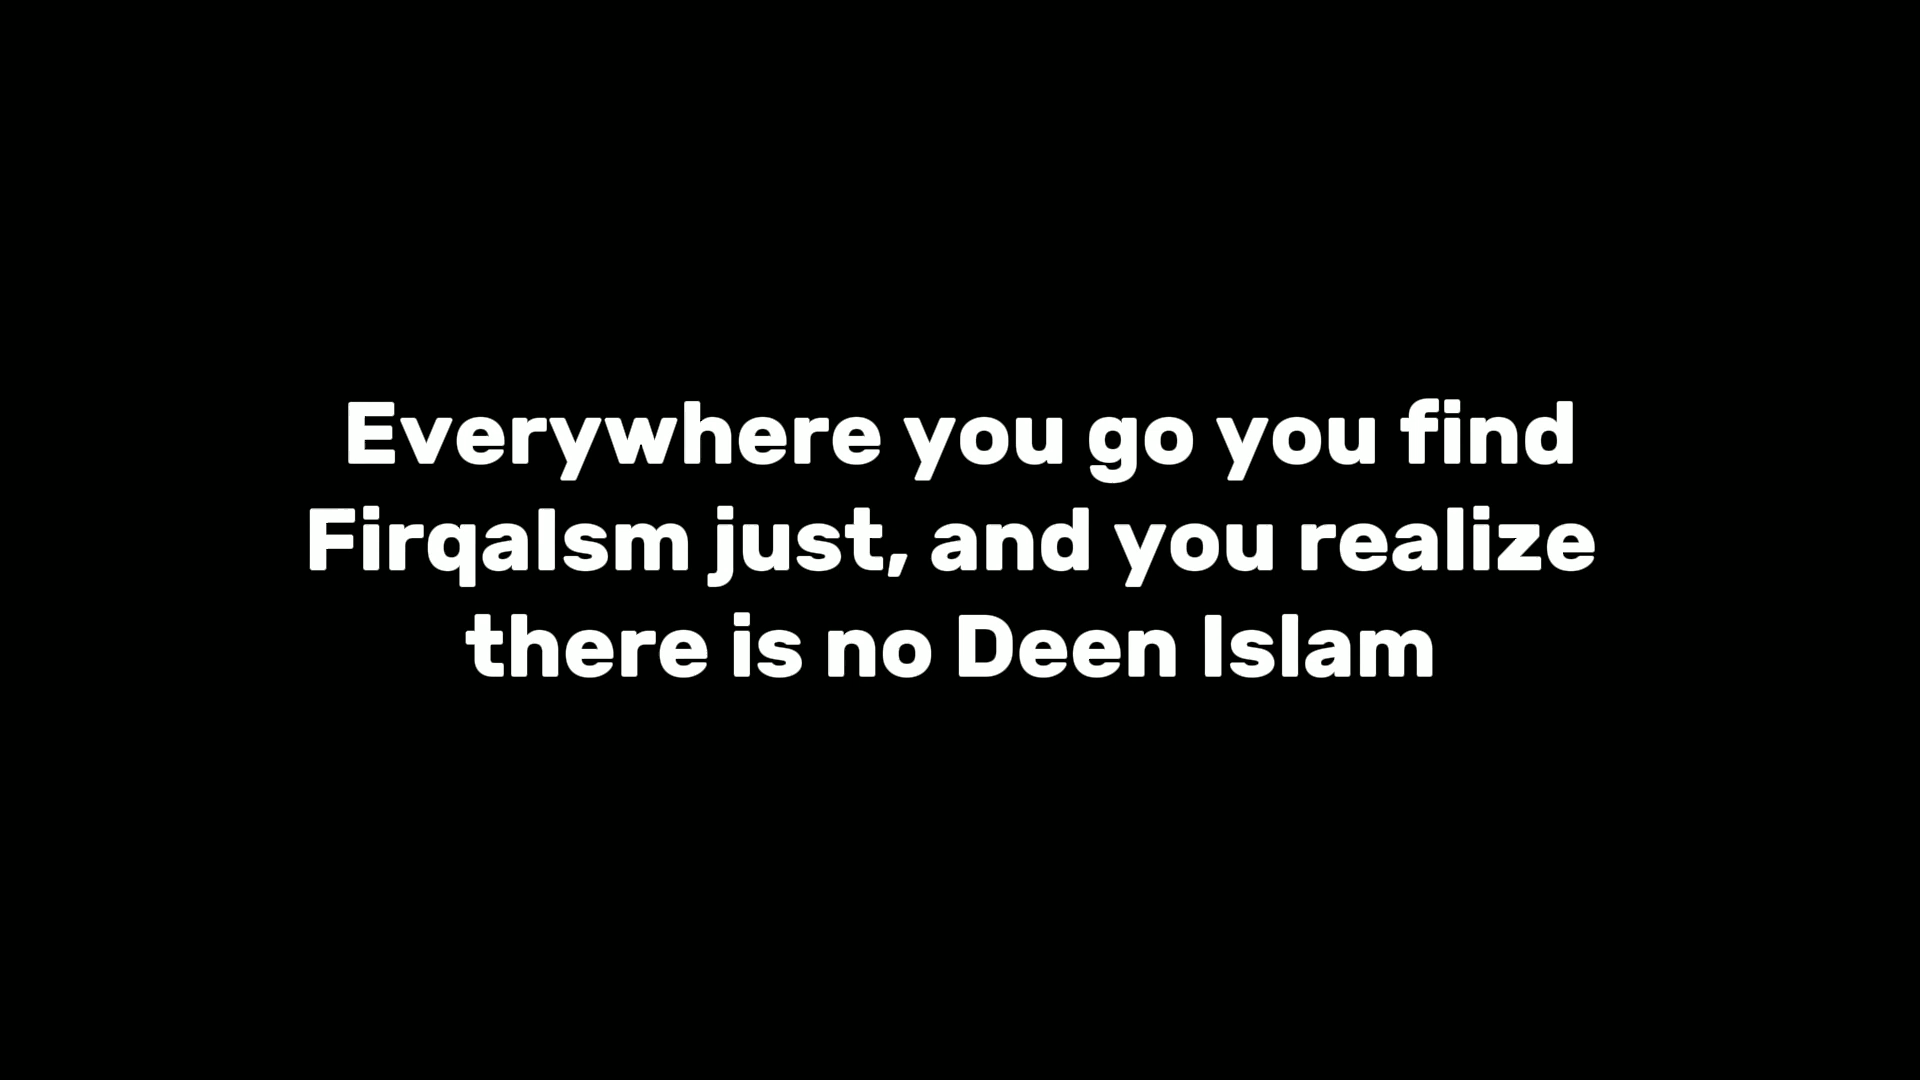 Everywhere you go you find
FirqaIsm just, and you realize
there is no Deen Islam